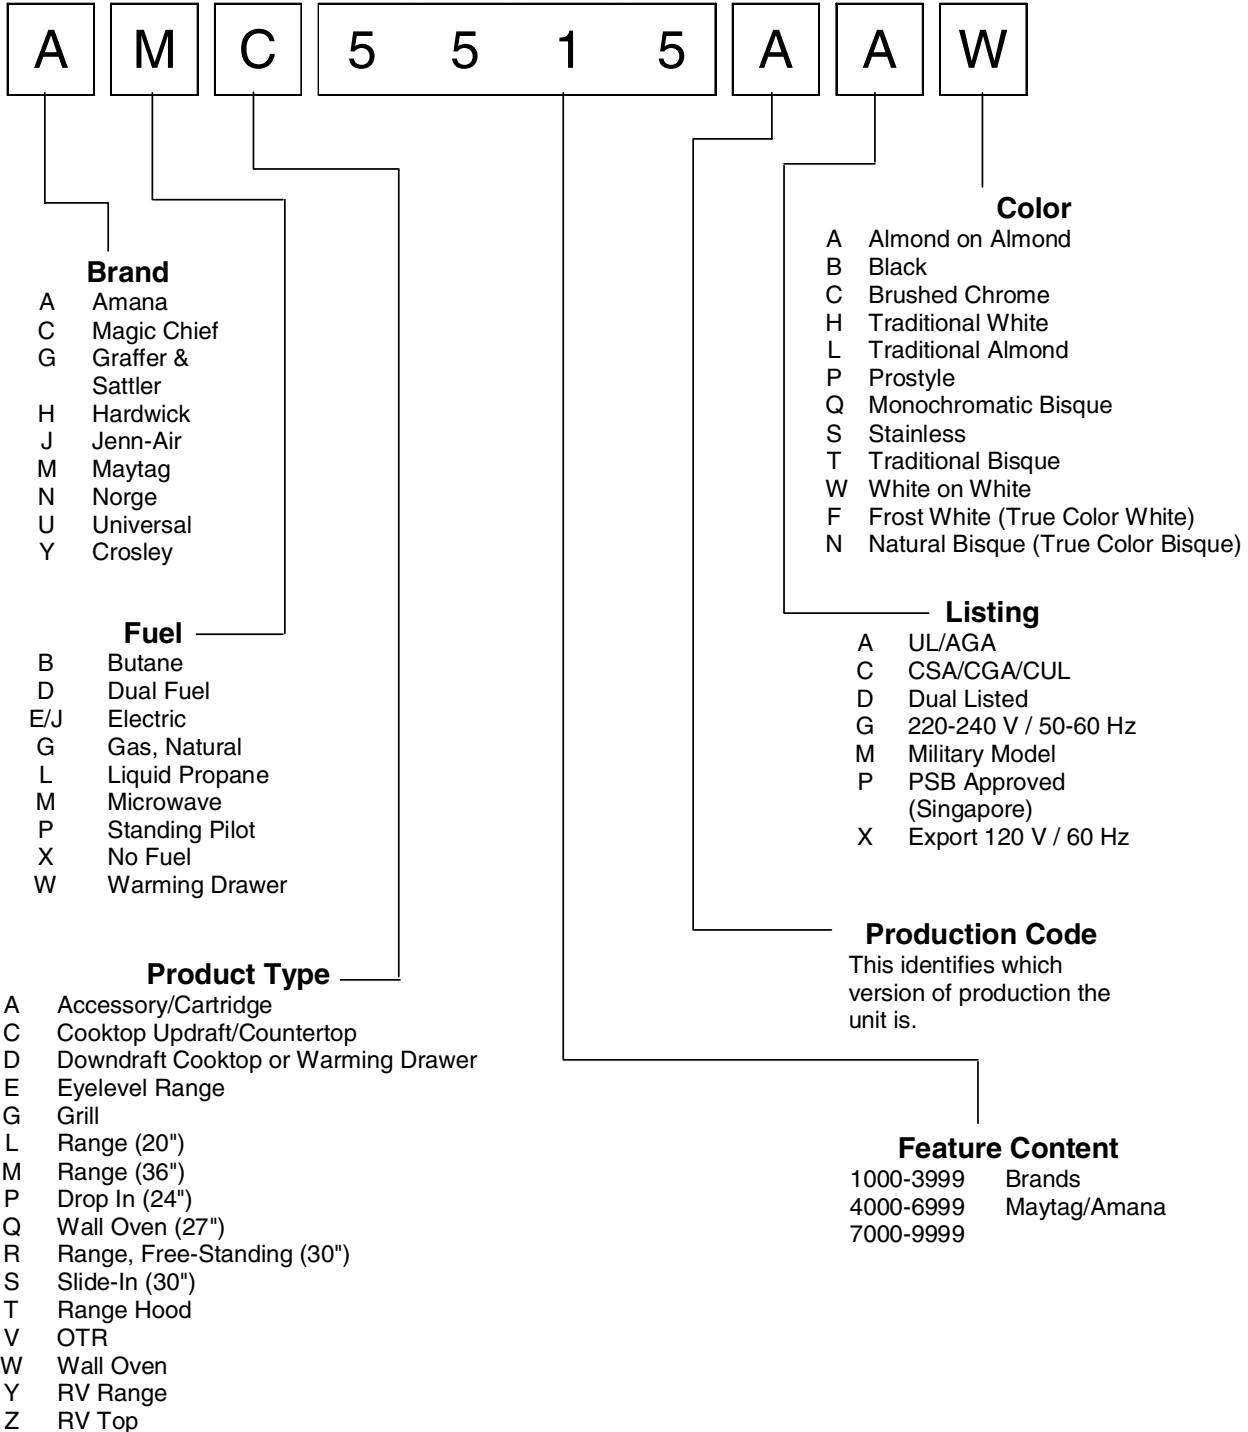 A M C 5 5 1 5 A A W
Brand
A Amana
C Magic Chief
G Graffer &
Sattler
H Hardwick
J Jenn-Air
M Maytag
N Norge
U Universal
Y Crosley
Fuel
B Butane
D Dual Fuel
E/J Electric
G Gas, Natural
L Liquid Propane
M Microwave
P Standing Pilot
X No Fuel
W Warming Drawer
Product Type
A Accessory/Cartridge
C Cooktop Updraft/Countertop
D Downdraft Cooktop or Warming Drawer
E Eyelevel Range
G Grill
L Range (20")
M Range (36")
P Drop In (24")
Q Wall Oven (27")
R Range, Free-Standing (30")
S Slide-In (30")
T Range Hood
V OTR
W Wall Oven
Y RV Range
Z RV Top
Color
A Almond on Almond
B Black
C Brushed Chrome
H Traditional White
L Traditional Almond
P Prostyle
Q Monochromatic Bisque
S Stainless
T Traditional Bisque
W White on White
F Frost White (True Color White)
N Natural Bisque (True Color Bisque)
Listing
A UL/AGA
C CSA/CGA/CUL
D Dual Listed
G 220-240 V / 50-60 Hz
M Military Model
P PSB Approved
(Singapore)
X Export 120 V / 60 Hz
Production Code
This identifies which
version of production the
unit is.
Feature Content
1000-3999 Brands
4000-6999 Maytag/Amana
7000-9999